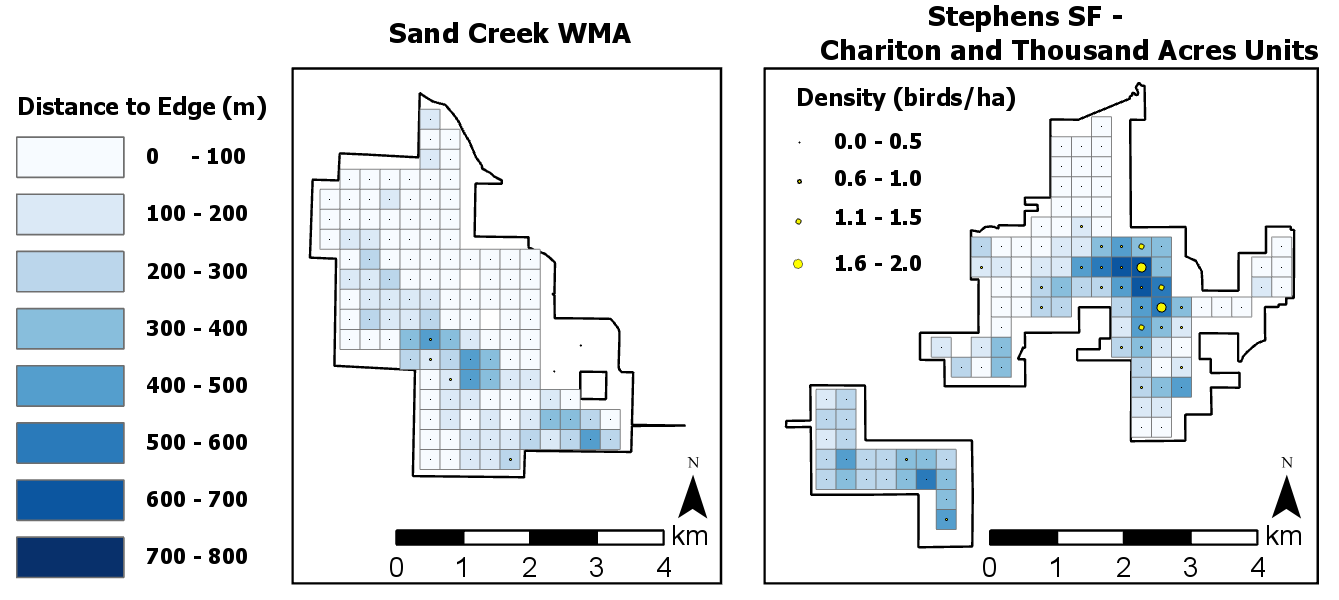 Sand Creek WMA
Stephens SF -
Chariton and Thousand Acres Units
Distance to Edge (m)
0 - 100
100 - 200
200 - 300
300 - 400
400 - 500
500 - 600
600 - 700
700 - 800
N
km
0 1 2 3 4
Density (birds/ha)
0.0 - 0.5
0.6 - 1.0
1.1 - 1.5
1.6 - 2.0
N
km
0 1 2 3 4